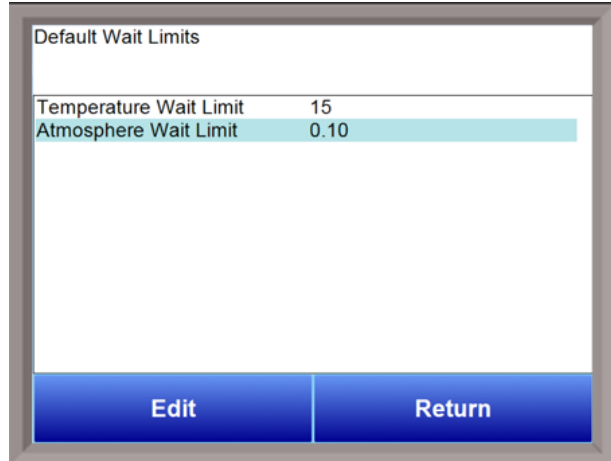 Default Wait Limits
Temperature Wait Limit 15
Atmosphere Wait Limit 0.10
Edit Return